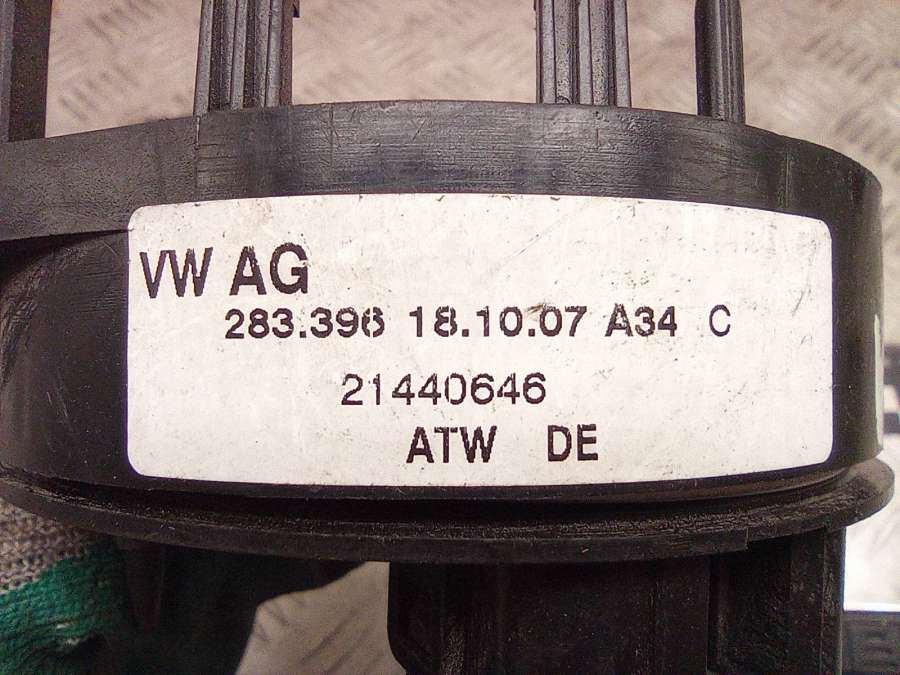 VW AG
283.396 18.10.07 A34 C
21440646
ATW DE